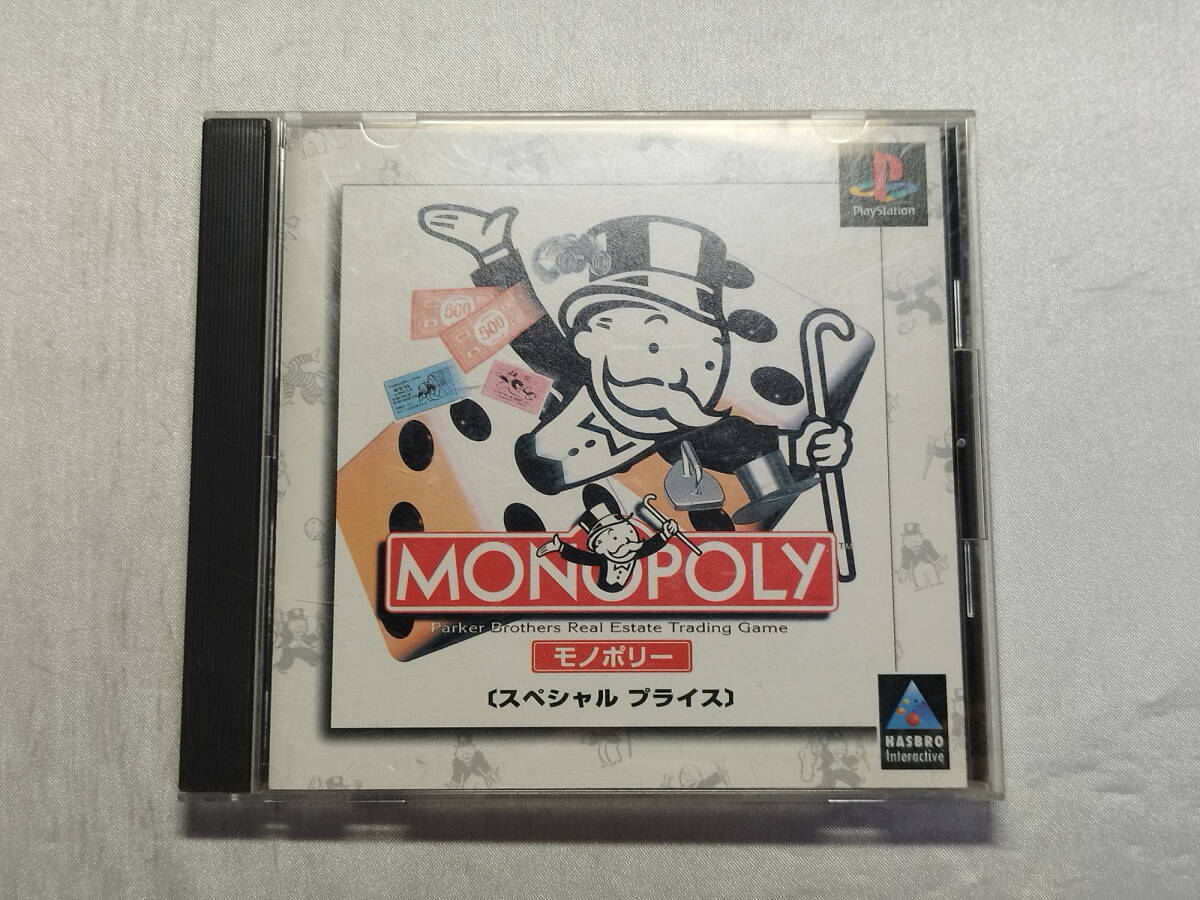 PlayStation
500
500
MONOPOLY™
Parker Brothers Real Estate Trading Game
モノポリー
〔スペシャル プライス〕
HASBRO
Interactive